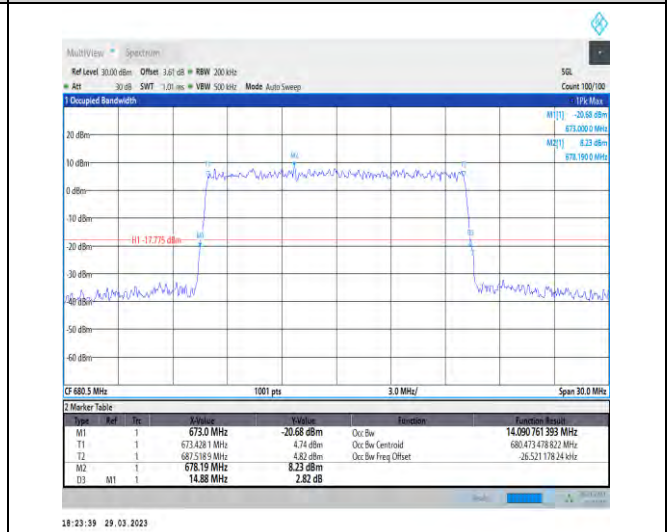 MultiView Spectrum
Ref Level 30.00 dBm Offset 3.61 dB RBW 200 kHz SGL
Att 30 dB SWT 1.01 ms VBW 500 kHz Mode Auto Sweep Count 100/100
1 Occupied Bandwidth 1Pk Max
M1[1] -20.68 dBm
673.000 0 MHz
M2[1] 8.23 dBm
678.190 0 MHz
20 dBm
M2
10 dBm
0 dBm
-10 dBm
H1 -17.775 dBm
-20 dBm
-30 dBm
-40 dBm
-50 dBm
-60 dBm
CF 680.5 MHz 1001 pts 3.0 MHz/ Span 30.0 MHz
2 Marker Table
Type Ref Trc X-Value Y-Value Function Function Result
M1 1 673.0 MHz -20.68 dBm Occ Bw 14.090 761 393 MHz
T1 1 673.428 1 MHz 4.74 dBm Occ Bw Centroid 680.473 478 822 MHz
T2 1 687.518 9 MHz 4.82 dBm Occ Bw Freq Offset -26.521 178 24 kHz
M2 1 678.19 MHz 8.23 dBm
D3 M1 1 14.88 MHz 2.82 dB
18:23:39 29.03.2023